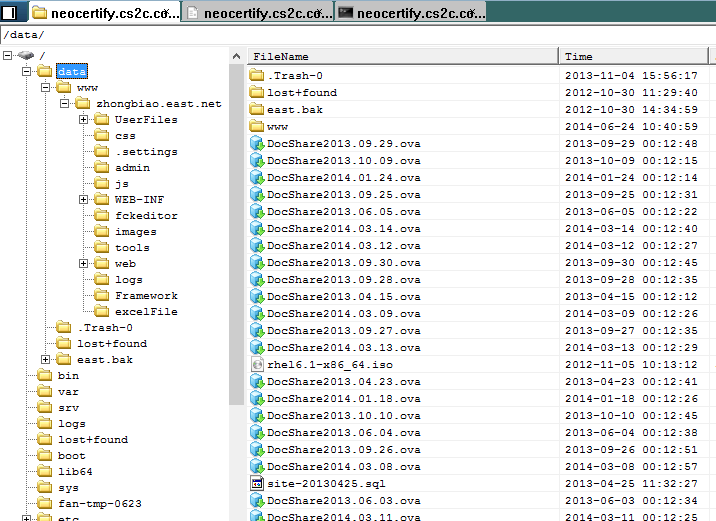 neocertify.cs2c.co... neocertify.cs2c.co... neocertify.cs2c.co...
/data/
/
data
www
zhongbiao.east.net
UserFiles
css
.settings
admin
js
WEB-INF
fckeditor
images
tools
web
logs
Framework
excelFile
.Trash-0
lost+found
east.bak
bin
var
srv
logs
lost+found
boot
lib64
sys
fan-tmp-0623
etc
FileName Time
.Trash-0 2013-11-04 15:56:17
lost+found 2012-10-30 11:29:40
east.bak 2012-10-30 14:34:59
www 2014-06-24 10:40:59
DocShare2013.09.29.ova 2013-09-29 00:12:48
DocShare2013.10.09.ova 2013-10-09 00:12:15
DocShare2014.01.24.ova 2014-01-24 00:12:14
DocShare2013.09.25.ova 2013-09-25 00:12:31
DocShare2013.06.05.ova 2013-06-05 00:12:22
DocShare2014.03.14.ova 2014-03-14 00:12:40
DocShare2014.03.12.ova 2014-03-12 00:12:27
DocShare2013.09.30.ova 2013-09-30 00:12:45
DocShare2013.09.28.ova 2013-09-28 00:12:35
DocShare2013.04.15.ova 2013-04-15 00:12:12
DocShare2014.03.09.ova 2014-03-09 00:12:26
DocShare2013.09.27.ova 2013-09-27 00:12:35
DocShare2014.03.13.ova 2014-03-13 00:12:29
rhel6.1-x86_64.iso 2012-11-05 10:13:12
DocShare2013.04.23.ova 2013-04-23 00:12:41
DocShare2014.01.18.ova 2014-01-18 00:12:26
DocShare2013.10.10.ova 2013-10-10 00:12:45
DocShare2013.06.04.ova 2013-06-04 00:12:38
DocShare2013.09.26.ova 2013-09-26 00:12:51
DocShare2014.03.08.ova 2014-03-08 00:12:57
site-20130425.sql 2013-04-25 11:32:27
DocShare2013.06.03.ova 2013-06-03 00:12:34
DocShare2014.03.11.ova 2014-03-11 00:12:25